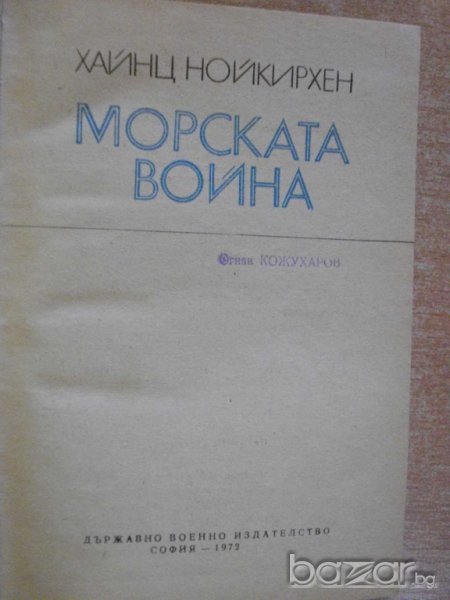 ХАЙНЦ НОЙКИРХЕН
МОРСКАТА
ВОЙНА
Огнян КОЖУХАРОВ
ДЪРЖАВНО ВОЕННО ИЗДАТЕЛСТВО
СОФИЯ — 1972
bazar.bg